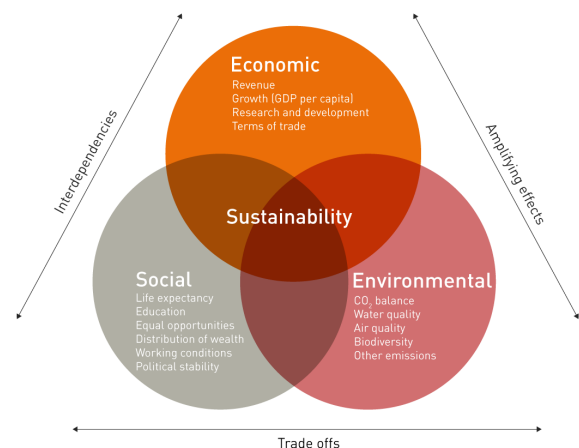 Economic
Revenue
Growth (GDP per capita)
Research and development
Terms of trade
Interdependencies
Amplifying effects
Sustainability
Social
Life expectancy
Education
Equal opportunities
Distribution of wealth
Working conditions
Political stability
Environmental
CO₂ balance
Water quality
Air quality
Biodiversity
Other emissions
Trade offs